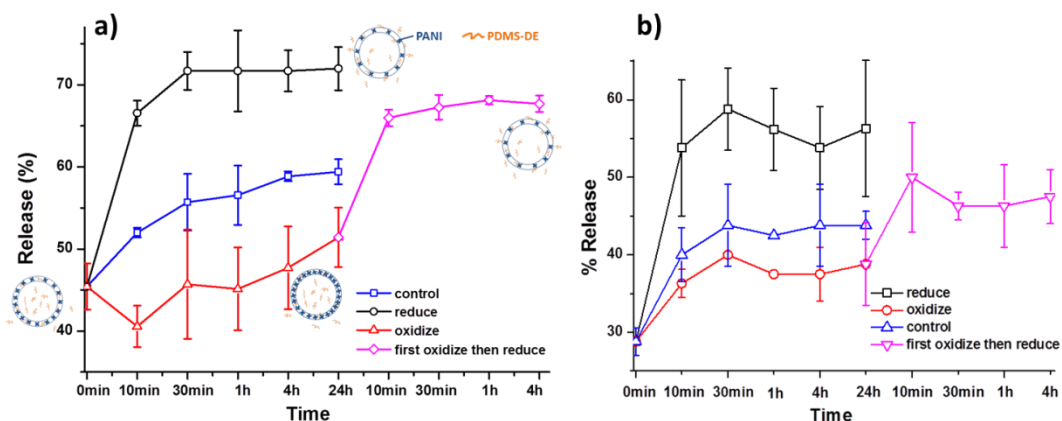 a)
PANI
PDMS-DE
Release (%)
70
60
50
40
control
reduce
oxidize
first oxidize then reduce
0min 10min 30min 1h 4h 24h 10min 30min 1h 4h
Time
b)
% Release
60
50
40
30
reduce
oxidize
control
first oxidize then reduce
0min 10min 30min 1h 4h 24h 10min 30min 1h 4h
Time